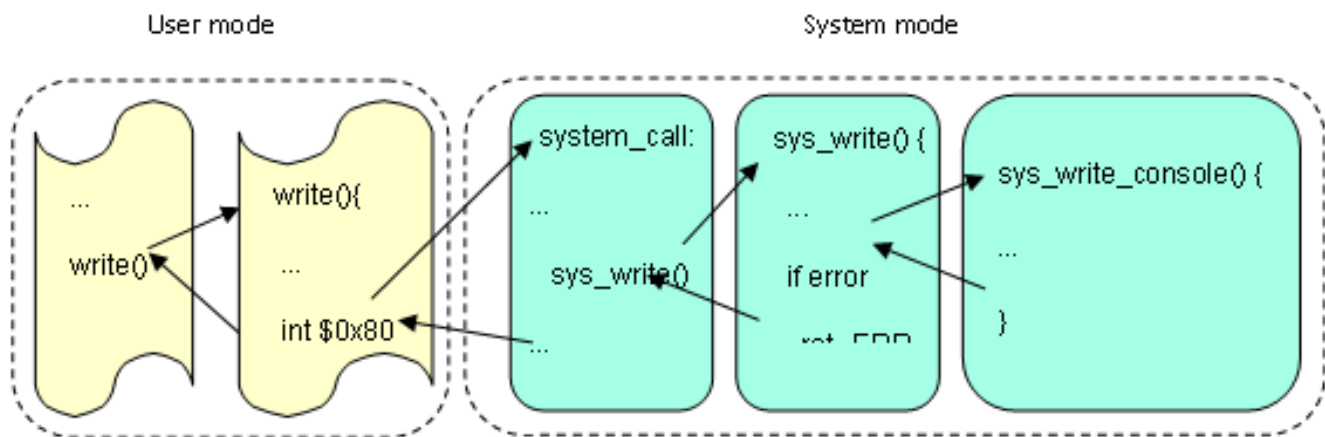 User mode
System mode
...
write()
write(){
...
int $0x80
system_call:
...
sys_write()
...
sys_write() {
...
if error
sys_write_console() {
...
}